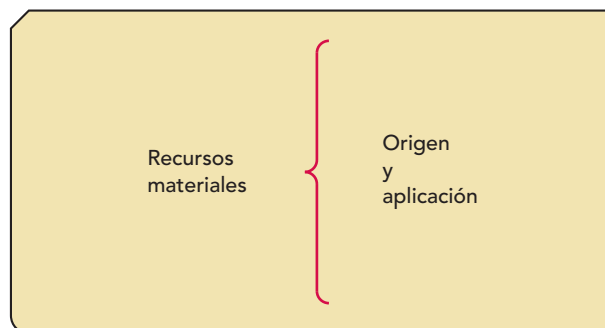 Recursos
materiales
Origen
y
aplicación